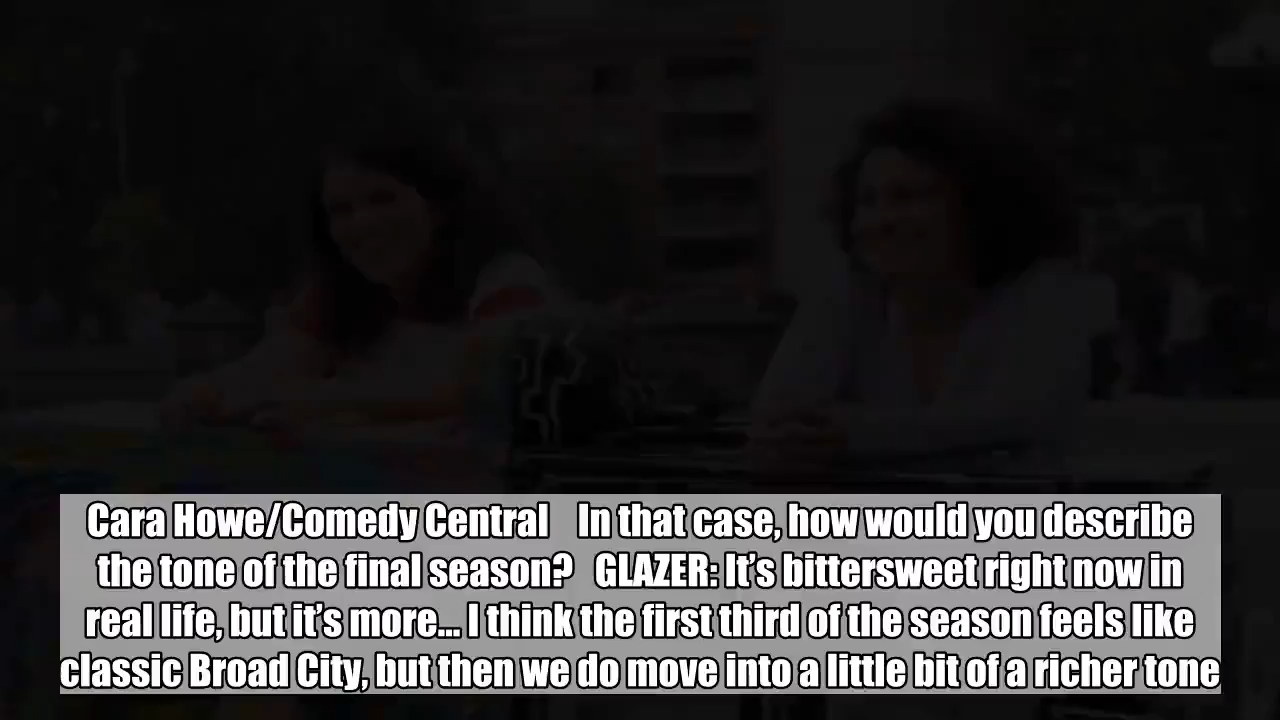 Cara Howe/Comedy Central In that case, how would you describe
the tone of the final season? GLAZER: It’s bittersweet right now in
real life, but it’s more... I think the first third of the season feels like
classic Broad City, but then we do move into a little bit of a richer tone